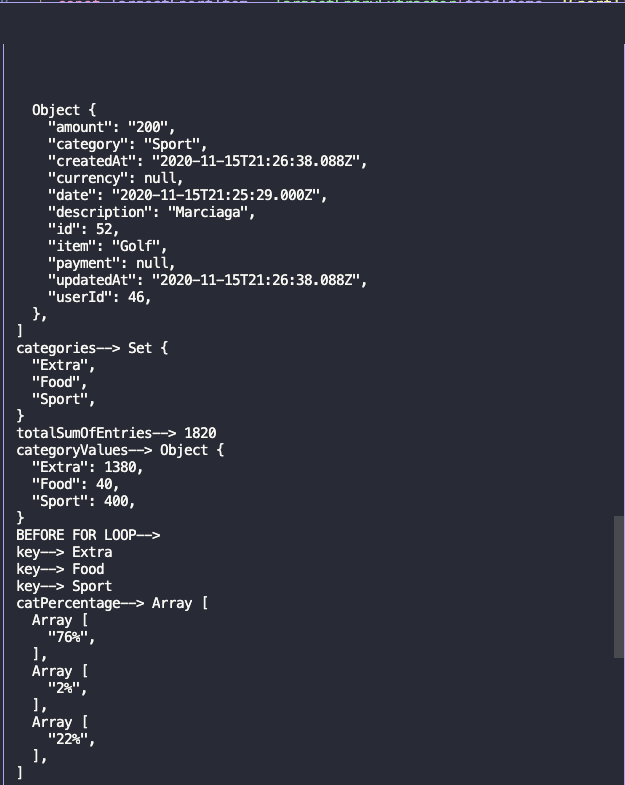 Object {
"amount": "200",
"category": "Sport",
"createdAt": "2020-11-15T21:26:38.088Z",
"currency": null,
"date": "2020-11-15T21:25:29.000Z",
"description": "Marciaga",
"id": 52,
"item": "Golf",
"payment": null,
"updatedAt": "2020-11-15T21:26:38.088Z",
"userId": 46,
},
]
categories--> Set {
"Extra",
"Food",
"Sport",
}
totalSumOfEntries--> 1820
categoryValues--> Object {
"Extra": 1380,
"Food": 40,
"Sport": 400,
}
BEFORE FOR LOOP-->
key--> Extra
key--> Food
key--> Sport
catPercentage--> Array [
Array [
"76%",
],
Array [
"2%",
],
Array [
"22%",
],
]